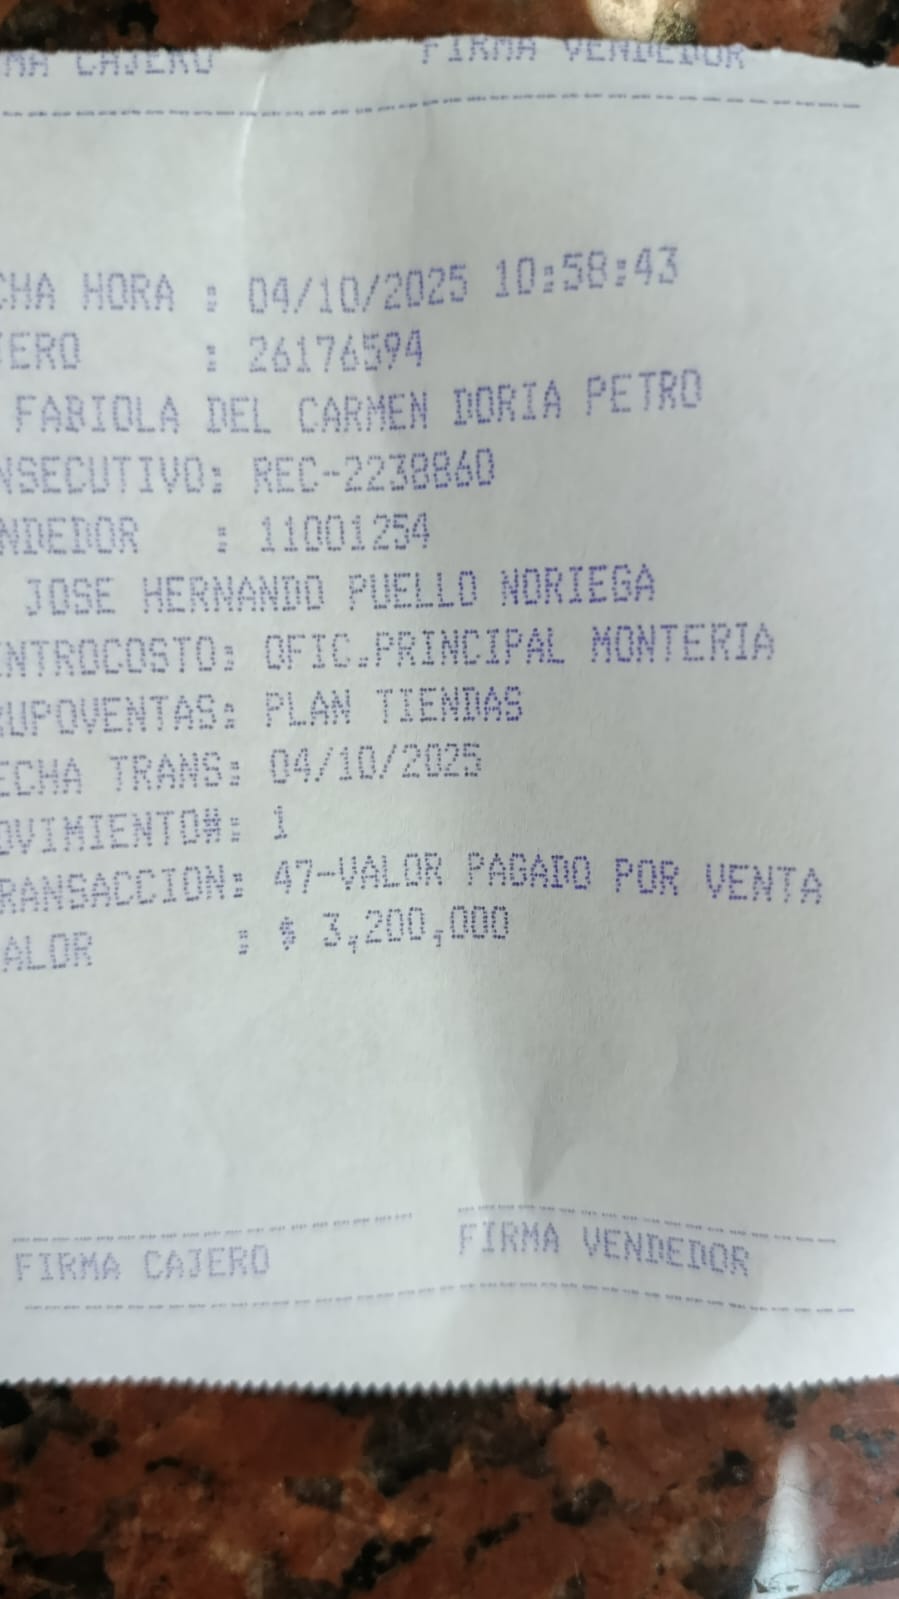 MA CAJERO FIRMA VENDEDOR
CHA HORA : 04/10/2025 10:58:43
ERO : 26176594
FABIOLA DEL CARMEN DORIA PETRO
NSECUTIVO: REC-2238860
NDEDOR : 11001254
JOSE HERNANDO PUELLO NORIEGA
ENTROCOSTO: OFIC.PRINCIPAL MONTERIA
RUPOVENTAS: PLAN TIENDAS
ECHA TRANS: 04/10/2025
OVIMIENTO#: 1
RANSACCION: 47-VALOR PAGADO POR VENTA
ALOR : $ 3,200,000
FIRMA CAJERO FIRMA VENDEDOR